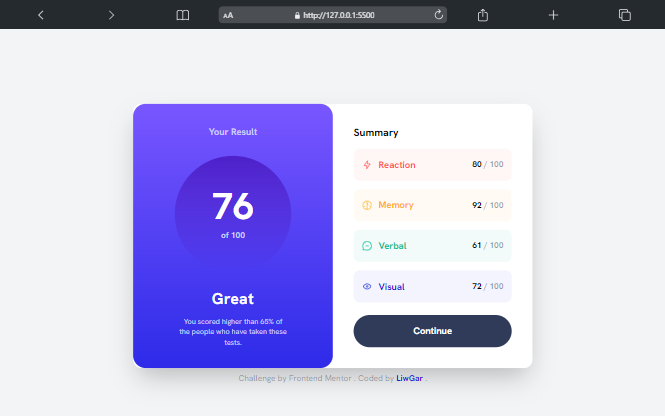 AA http://127.0.0.1:5500
Your Result
76
of 100
Great
You scored higher than 65% of
the people who have taken these
tests.
Summary
Reaction 80 / 100
Memory 92 / 100
Verbal 61 / 100
Visual 72 / 100
Continue
Challenge by Frontend Mentor . Coded by LiwGar .